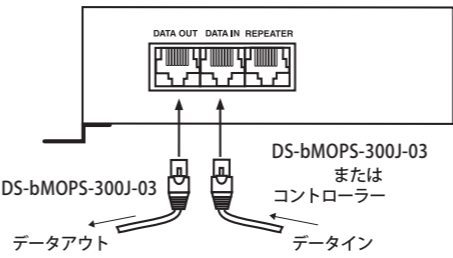 DATA OUT DATA IN REPEATER
DS-bMOPS-300J-03
データアウト
DS-bMOPS-300J-03
または
コントローラー
データイン